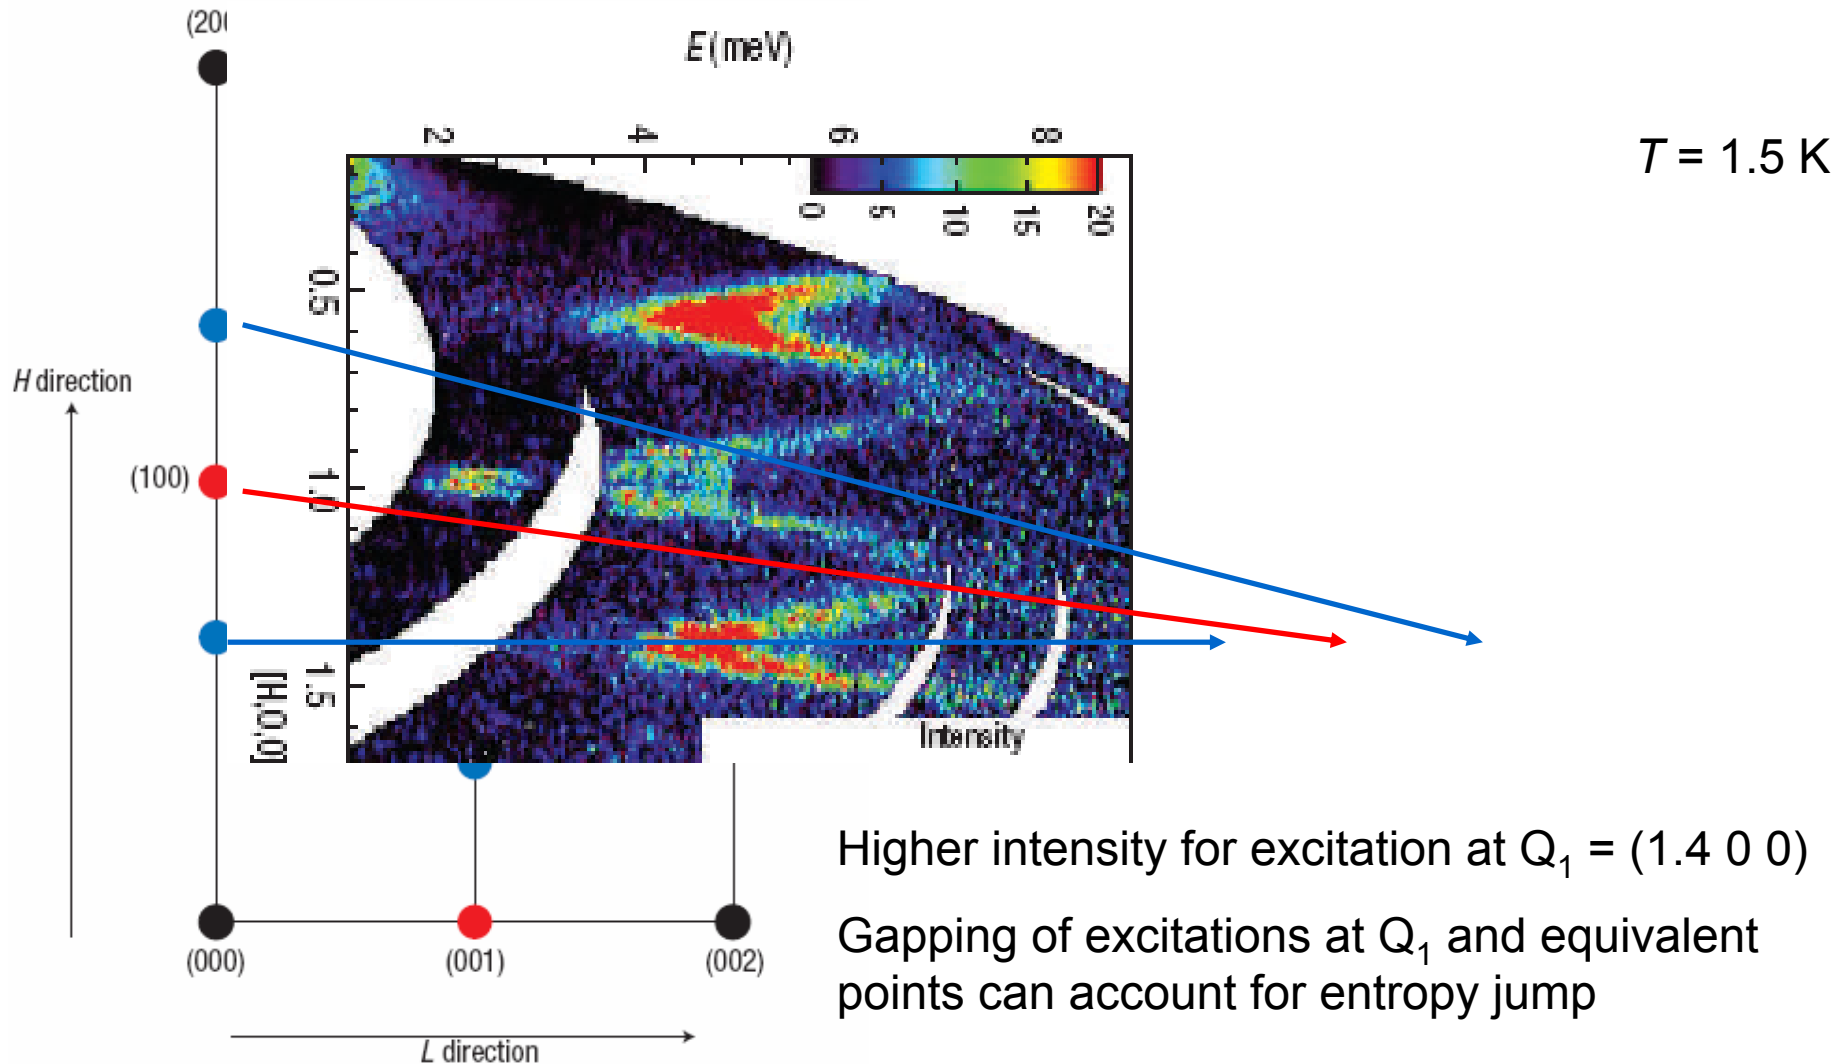 (20
E(meV)
2 4 6 8
T = 1.5 K
0 5 10 15 20
0.5
H direction
(100)
1.0
1.5
[H,0,0]
Intensity
Higher intensity for excitation at Q₁ = (1.4 0 0)
Gapping of excitations at Q₁ and equivalent
points can account for entropy jump
(000) (001) (002)
L direction